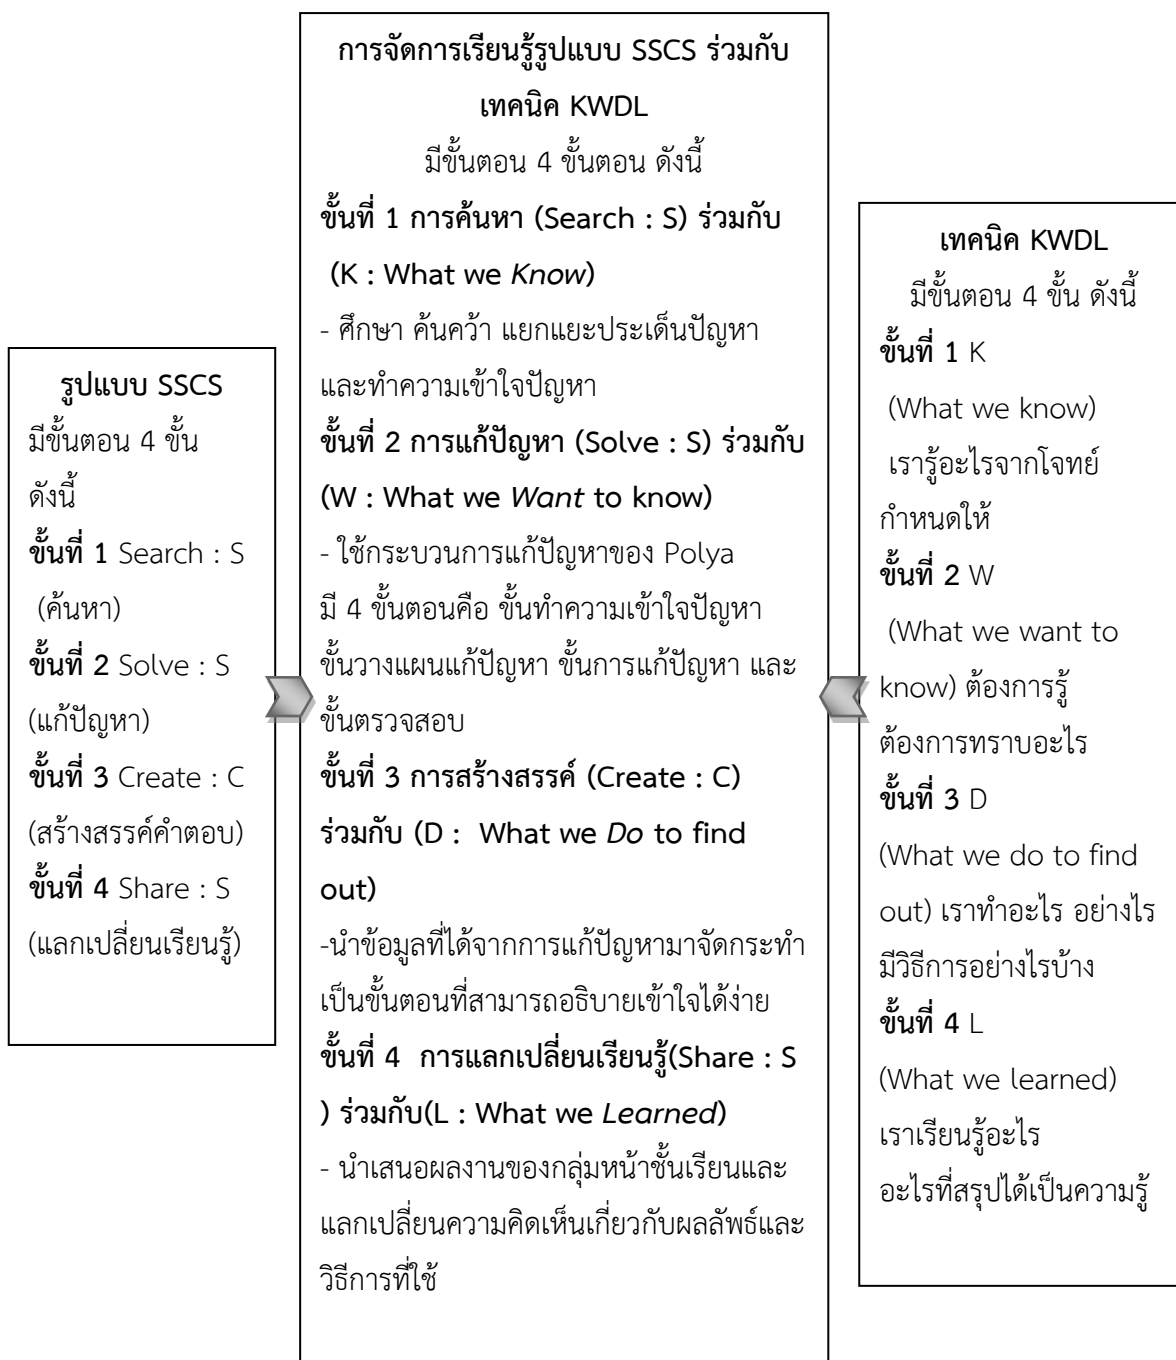 รูปแบบ SSCS
มีขั้นตอน 4 ขั้น
ดังนี้
ขั้นที่ 1 Search : S
(ค้นหา)
ขั้นที่ 2 Solve : S
(แก้ปัญหา)
ขั้นที่ 3 Create : C
(สร้างสรรค์คำตอบ)
ขั้นที่ 4 Share : S
(แลกเปลี่ยนเรียนรู้)
การจัดการเรียนรู้รูปแบบ SSCS ร่วมกับ
เทคนิค KWDL
มีขั้นตอน 4 ขั้นตอน ดังนี้
ขั้นที่ 1 การค้นหา (Search : S) ร่วมกับ
(K : What we Know)
- ศึกษา ค้นคว้า แยกแยะประเด็นปัญหา
และทำความเข้าใจปัญหา
ขั้นที่ 2 การแก้ปัญหา (Solve : S) ร่วมกับ
(W : What we Want to know)
- ใช้กระบวนการแก้ปัญหาของ Polya
มี 4 ขั้นตอนคือ ขั้นทำความเข้าใจปัญหา
ขั้นวางแผนแก้ปัญหา ขั้นการแก้ปัญหา และ
ขั้นตรวจสอบ
ขั้นที่ 3 การสร้างสรรค์ (Create : C)
ร่วมกับ (D : What we Do to find
out)
-นำข้อมูลที่ได้จากการแก้ปัญหามาจัดกระทำ
เป็นขั้นตอนที่สามารถอธิบายเข้าใจได้ง่าย
ขั้นที่ 4 การแลกเปลี่ยนเรียนรู้(Share : S
) ร่วมกับ(L : What we Learned)
- นำเสนอผลงานของกลุ่มหน้าชั้นเรียนและ
แลกเปลี่ยนความคิดเห็นเกี่ยวกับผลลัพธ์และ
วิธีการที่ใช้
เทคนิค KWDL
มีขั้นตอน 4 ขั้น ดังนี้
ขั้นที่ 1 K
(What we know)
เรารู้อะไรจากโจทย์
กำหนดให้
ขั้นที่ 2 W
(What we want to
know) ต้องการรู้
ต้องการทราบอะไร
ขั้นที่ 3 D
(What we do to find
out) เราทำอะไร อย่างไร
มีวิธีการอย่างไรบ้าง
ขั้นที่ 4 L
(What we learned)
เราเรียนรู้อะไร
อะไรที่สรุปได้เป็นความรู้